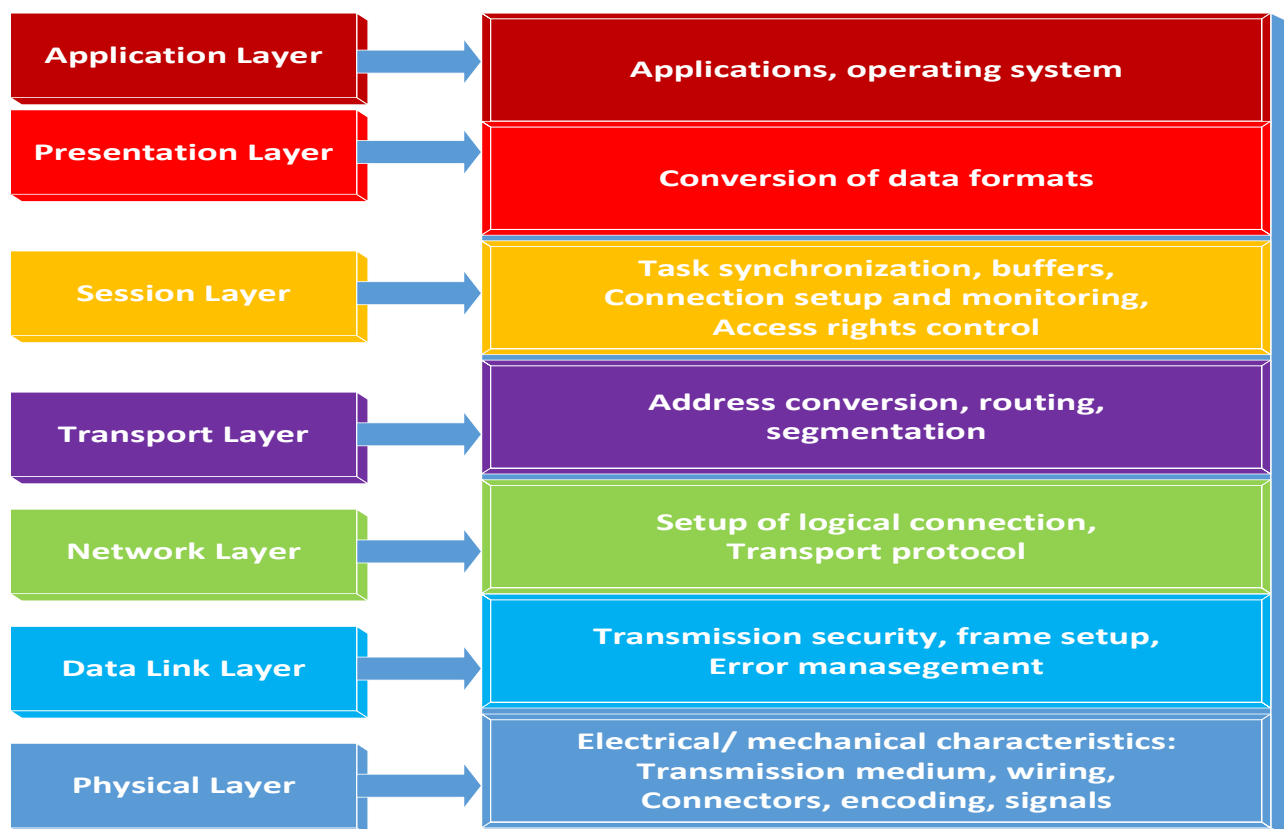 Application Layer
Applications, operating system
Presentation Layer
Conversion of data formats
Session Layer
Task synchronization, buffers,
Connection setup and monitoring,
Access rights control
Transport Layer
Address conversion, routing,
segmentation
Network Layer
Setup of logical connection,
Transport protocol
Data Link Layer
Transmission security, frame setup,
Error manasegement
Physical Layer
Electrical/ mechanical characteristics:
Transmission medium, wiring,
Connectors, encoding, signals